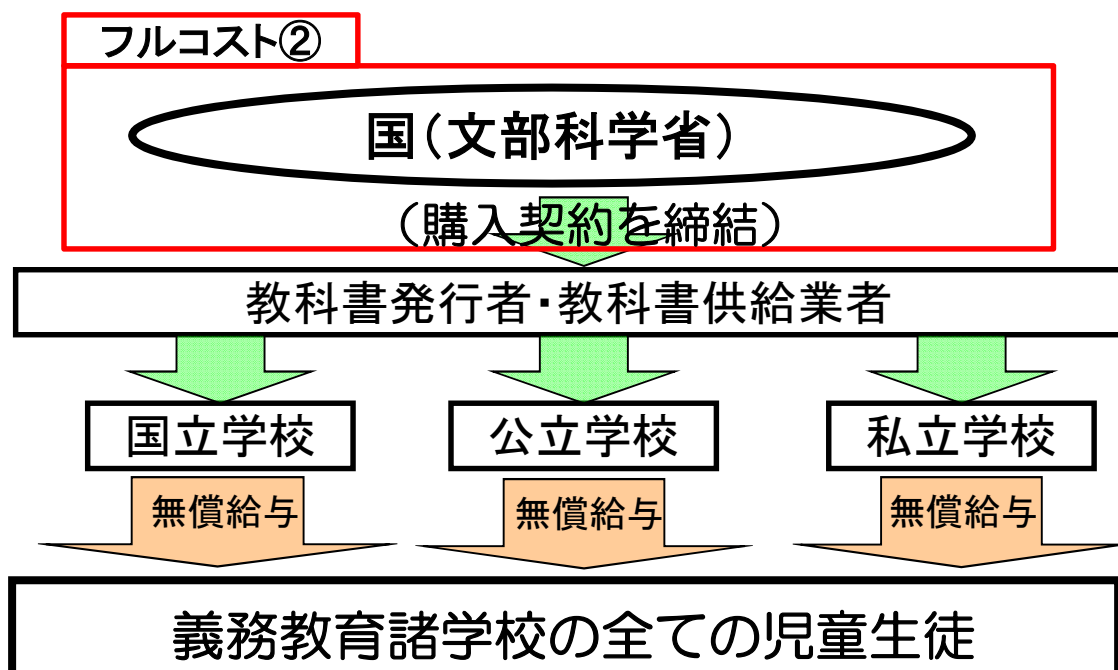 フルコスト②
国(文部科学省)
(購入契約を締結)
教科書発行者・教科書供給業者
国立学校
公立学校
私立学校
無償給与
無償給与
無償給与
義務教育諸学校の全ての児童生徒